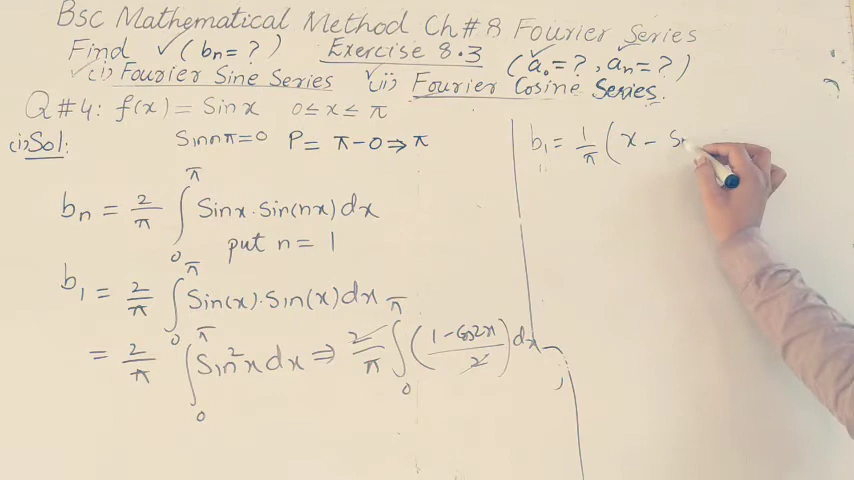 Bsc Mathematical Method Ch#8 Fourier Series
Find ✓(bn=?) Exercise 8.3 (a₀=?, an=?)
✓(i) Fourier Sine Series ✓(ii) Fourier Cosine Series.
Q#4: f(x) = Sinx 0≤x≤π
(i) Sol: Sin nπ=0 P= π-0⇒π
bn = 2/π ∫₀^π Sinx.sin(nx)dx
put n = 1
b₁ = 2/π ∫₀^π Sin(x).Sin(x)dx
= 2/π ∫₀^π Sin²x dx ⇒ 2/π ∫₀^π (1-Cos2x/2) dx
b₁ = 1/π (x - S